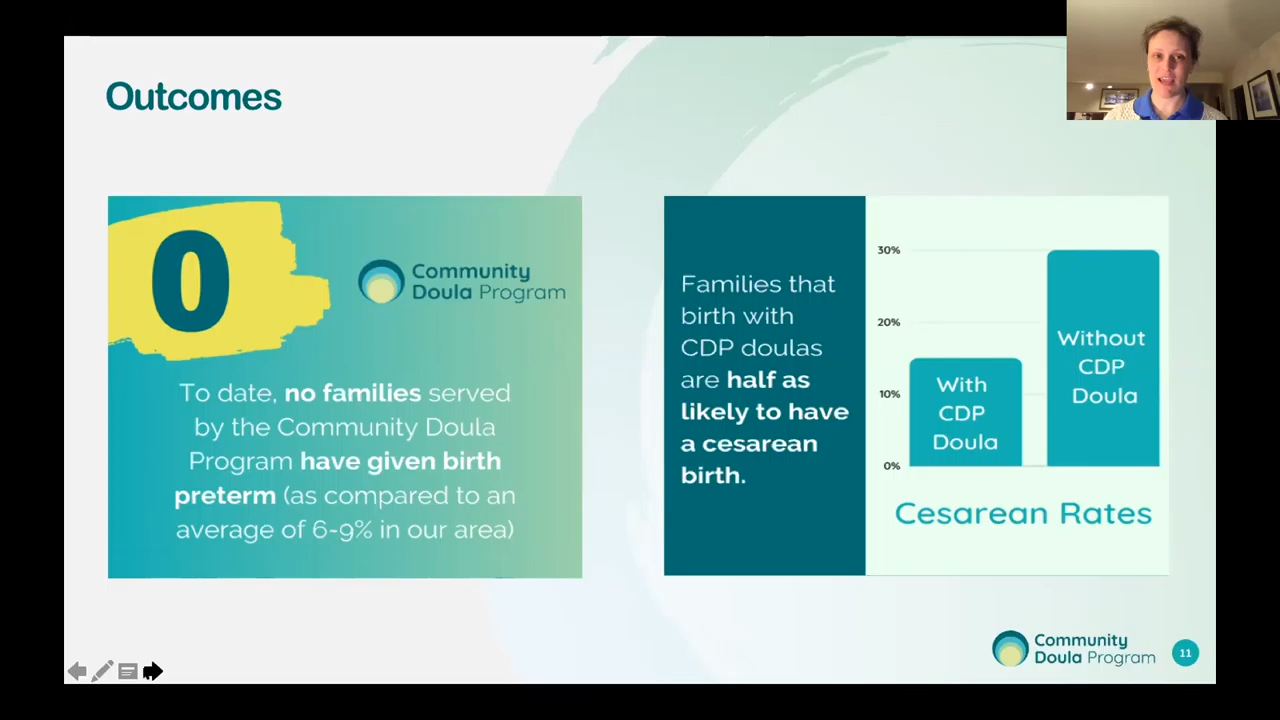 Outcomes
0
Community
Doula Program
To date, no families served
by the Community Doula
Program have given birth
preterm (as compared to an
average of 6-9% in our area)
Families that
birth with
CDP doulas
are half as
likely to have
a cesarean
birth.
30%
20%
10%
0%
With
CDP
Doula
Without
CDP
Doula
Cesarean Rates
Community
Doula Program
11